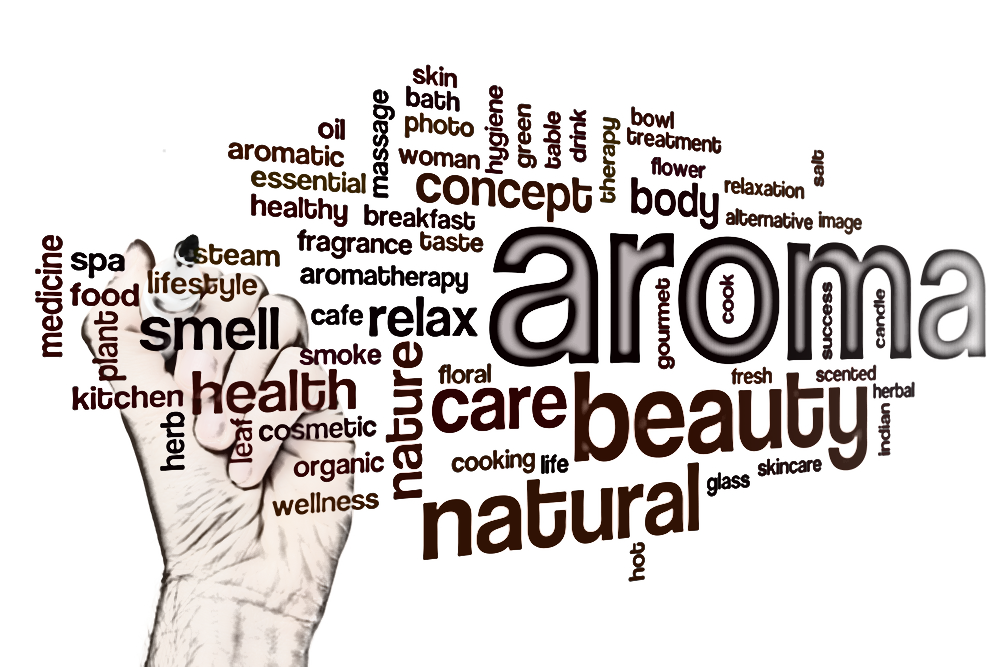 skin
bath
photo
massage
hygiene
green
table
drink
therapy
bowl
treatment
oil
aromatic
woman
flower
salt
essential
concept
body
relaxation
healthy
breakfast
alternative
image
fragrance
taste
aroma
medicine
spa
steam
lifestyle
aromatherapy
food
plant
smell
cafe
relax
gourmet
cook
success
candle
smoke
kitchen
health
nature
floral
care
beauty
fresh
scented
herbal
indian
herb
leaf
cosmetic
organic
cooking
life
wellness
natural
glass
skincare
hot